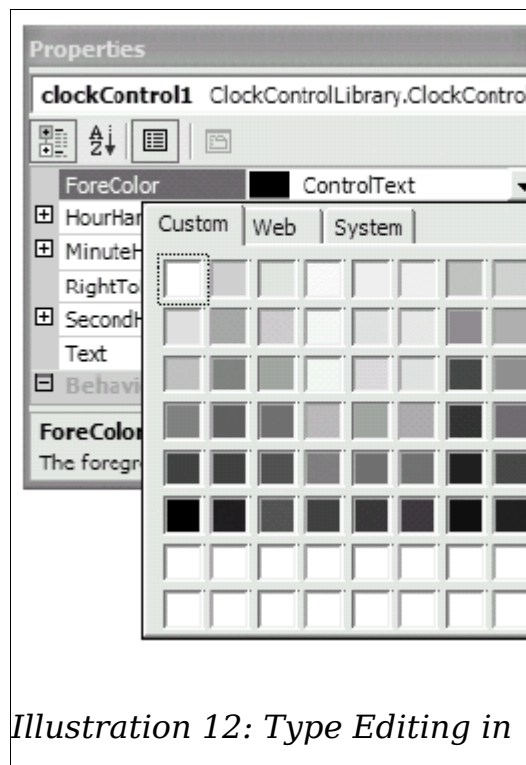 Properties
clockControl1 ClockControlLibrary.ClockContro
ForeColor ControlText
HourHar
MinuteH
RightTo
SecondH
Text
Behavi
Custom Web System
ForeColor
The foregr
Illustration 12: Type Editing in